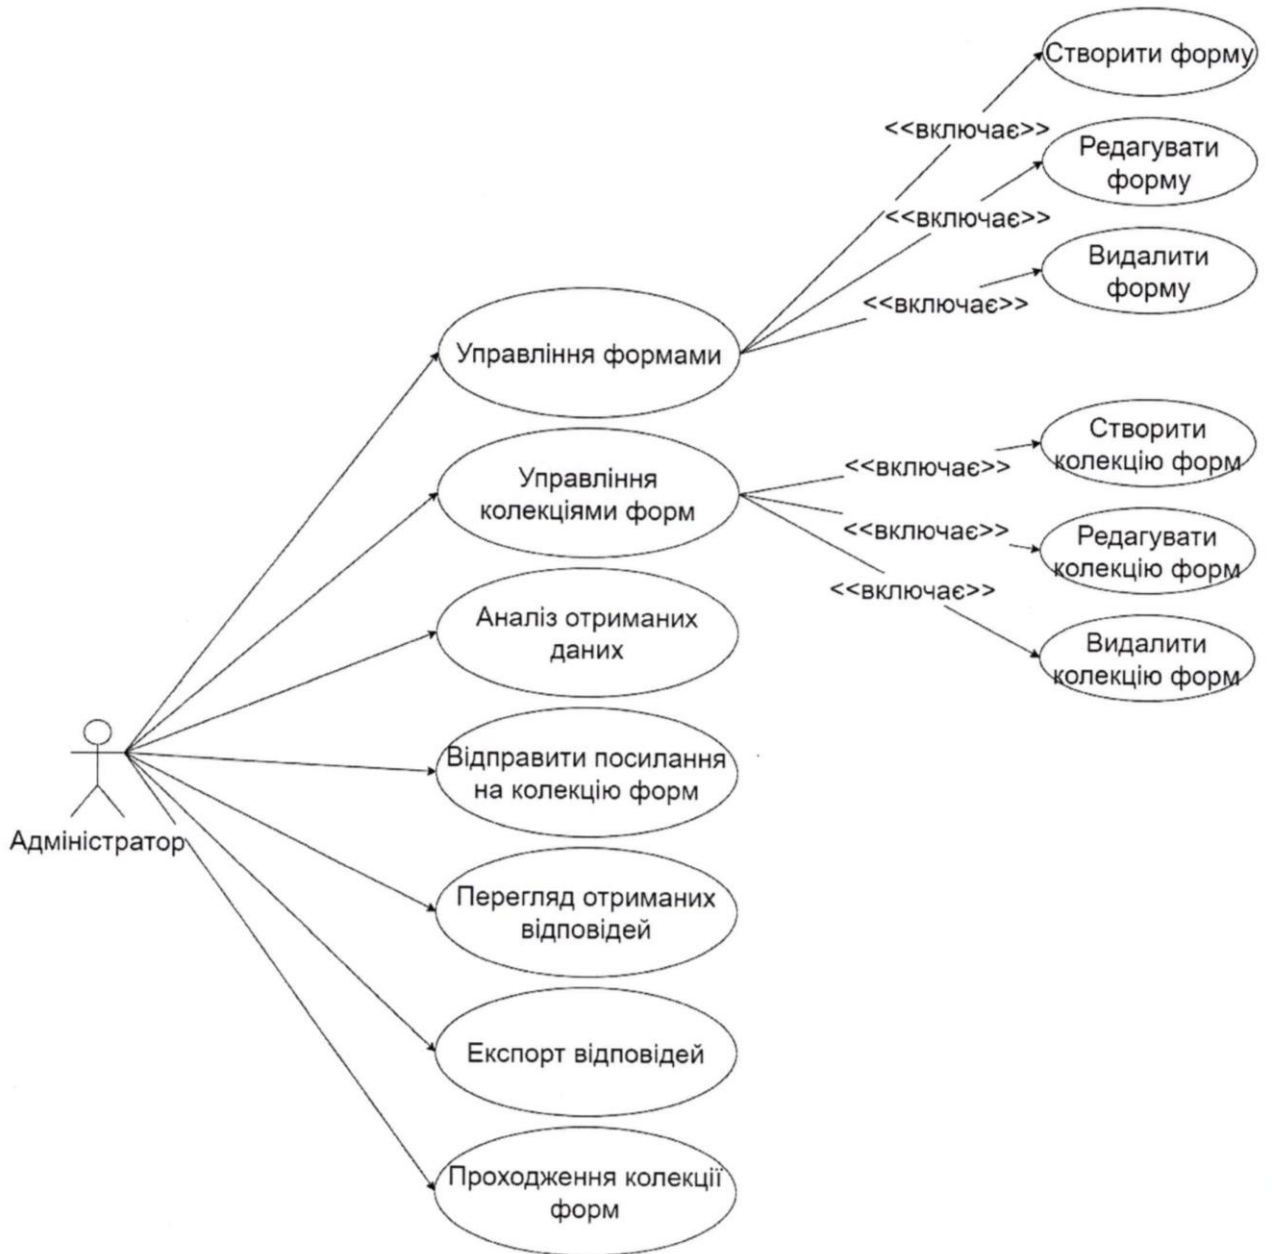 Створити форму
<<включає>>
Редагувати
форму
<<включає>>
Видалити
форму
<<включає>>
Управління формами
Створити
колекцію форм
<<включає>>
Управління
колекціями форм
<<включає>>
Редагувати
колекцію форм
<<включає>>
Аналіз отриманих
даних
Видалити
колекцію форм
Відправити посилання
на колекцію форм
Адміністратор
Перегляд отриманих
відповідей
Експорт відповідей
Проходження колекції
форм